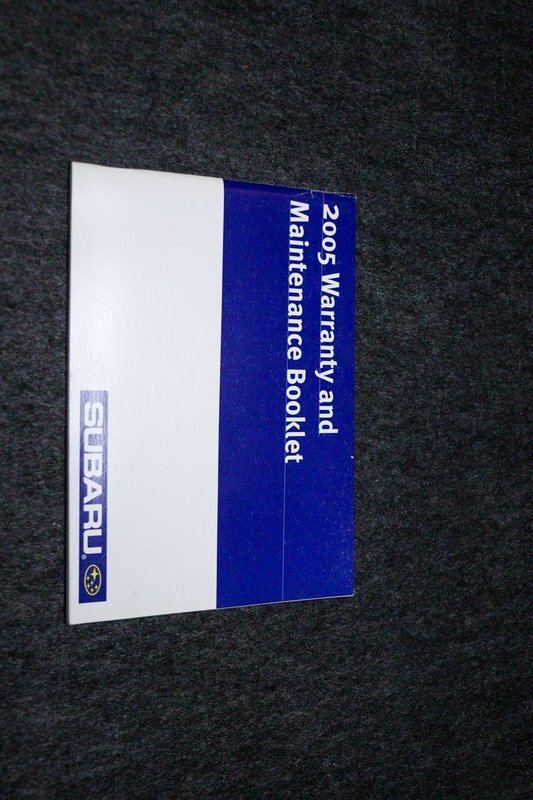 2005 Warranty and
Maintenance Booklet
SUBARU®